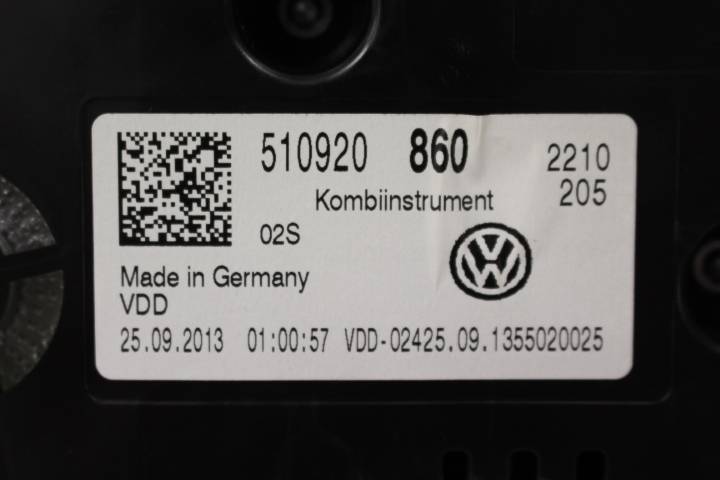 510920 860 2210
Kombiinstrument 205
02S
Made in Germany
VDD
25.09.2013 01:00:57 VDD-02425.09.1355020025